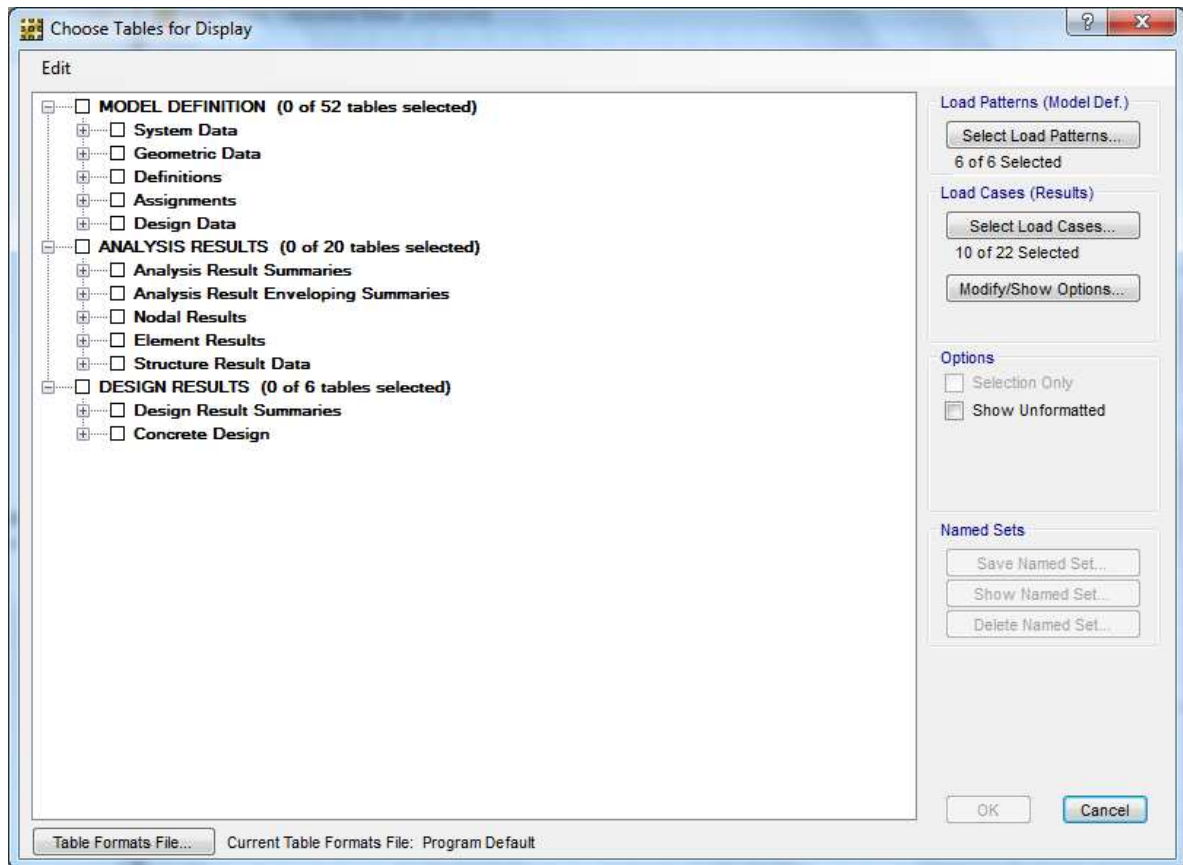 Choose Tables for Display
Edit
MODEL DEFINITION (0 of 52 tables selected)
System Data
Geometric Data
Definitions
Assignments
Design Data
ANALYSIS RESULTS (0 of 20 tables selected)
Analysis Result Summaries
Analysis Result Enveloping Summaries
Nodal Results
Element Results
Structure Result Data
DESIGN RESULTS (0 of 6 tables selected)
Design Result Summaries
Concrete Design
Load Patterns (Model Def.)
Select Load Patterns...
6 of 6 Selected
Load Cases (Results)
Select Load Cases...
10 of 22 Selected
Modify/Show Options...
Options
Selection Only
Show Unformatted
Named Sets
Save Named Set...
Show Named Set...
Delete Named Set...
OK
Cancel
Table Formats File...
Current Table Formats File: Program Default